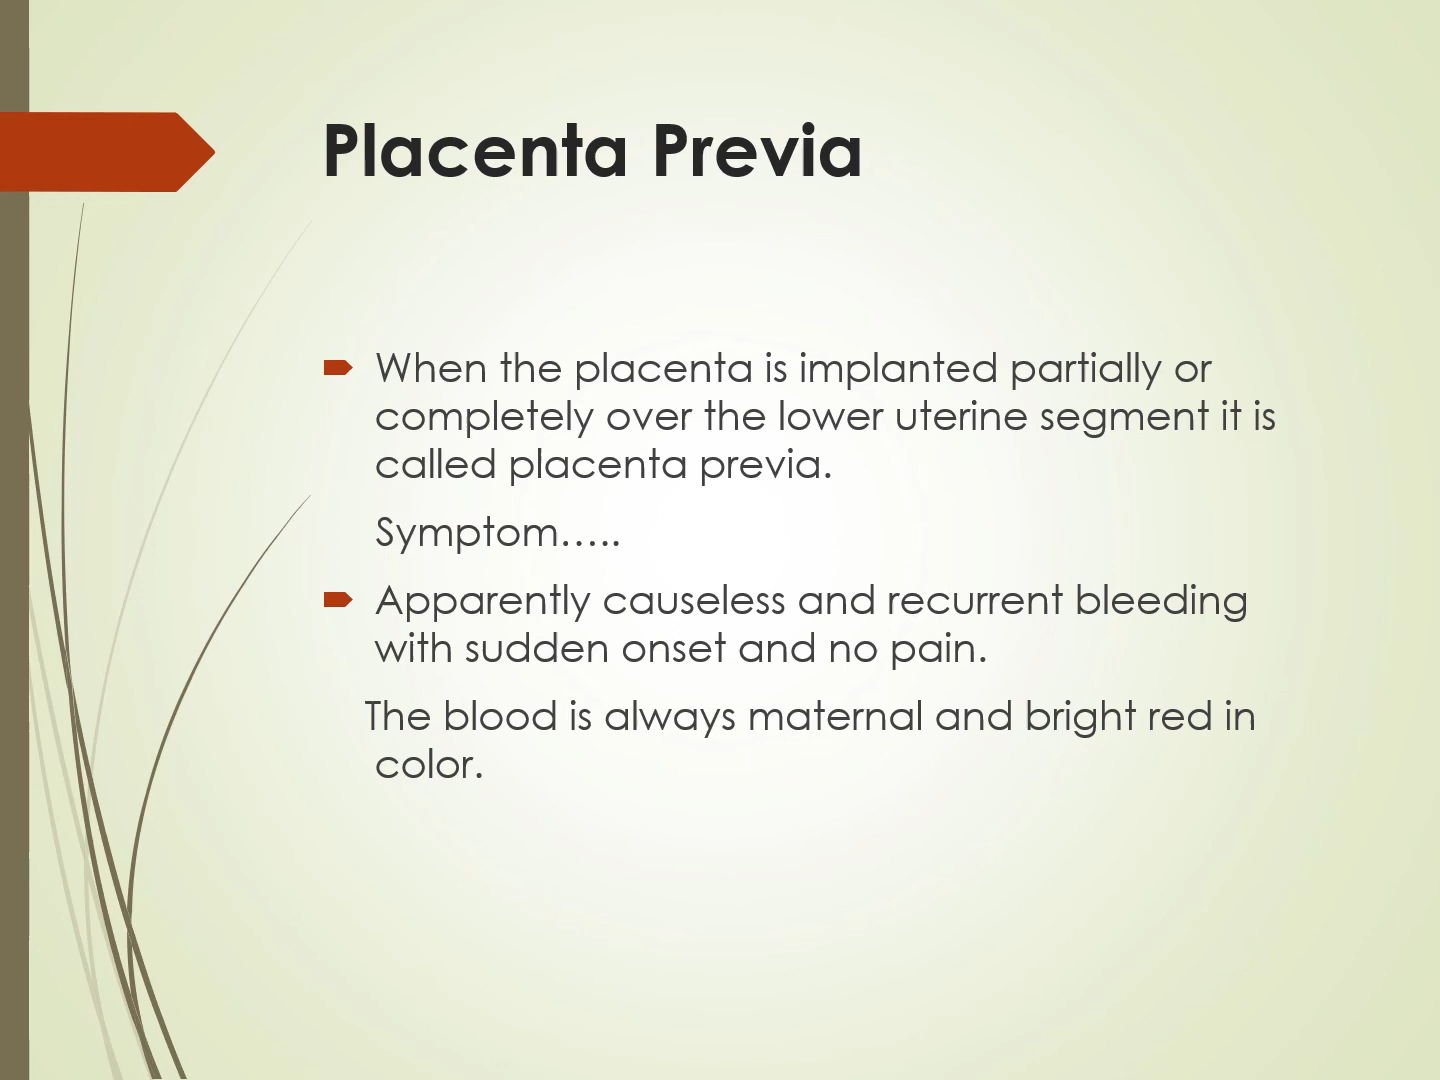 Placenta Previa
When the placenta is implanted partially or
completely over the lower uterine segment it is
called placenta previa.
Symptom…..
Apparently causeless and recurrent bleeding
with sudden onset and no pain.
The blood is always maternal and bright red in
color.